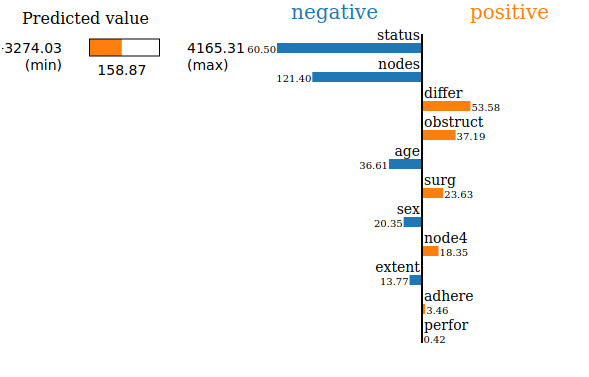 Predicted value
-3274.03
(min)
158.87
4165.31
(max)
negative
positive
status
60.50
nodes
121.40
differ
53.58
obstruct
37.19
age
36.61
surg
23.63
sex
20.35
node4
18.35
extent
13.77
adhere
3.46
perfor
0.42